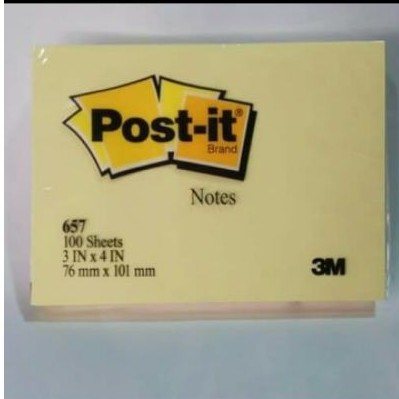 Post-it®
Brand
Notes
657
100 Sheets
3 IN x 4 IN
76 mm x 101 mm
3M